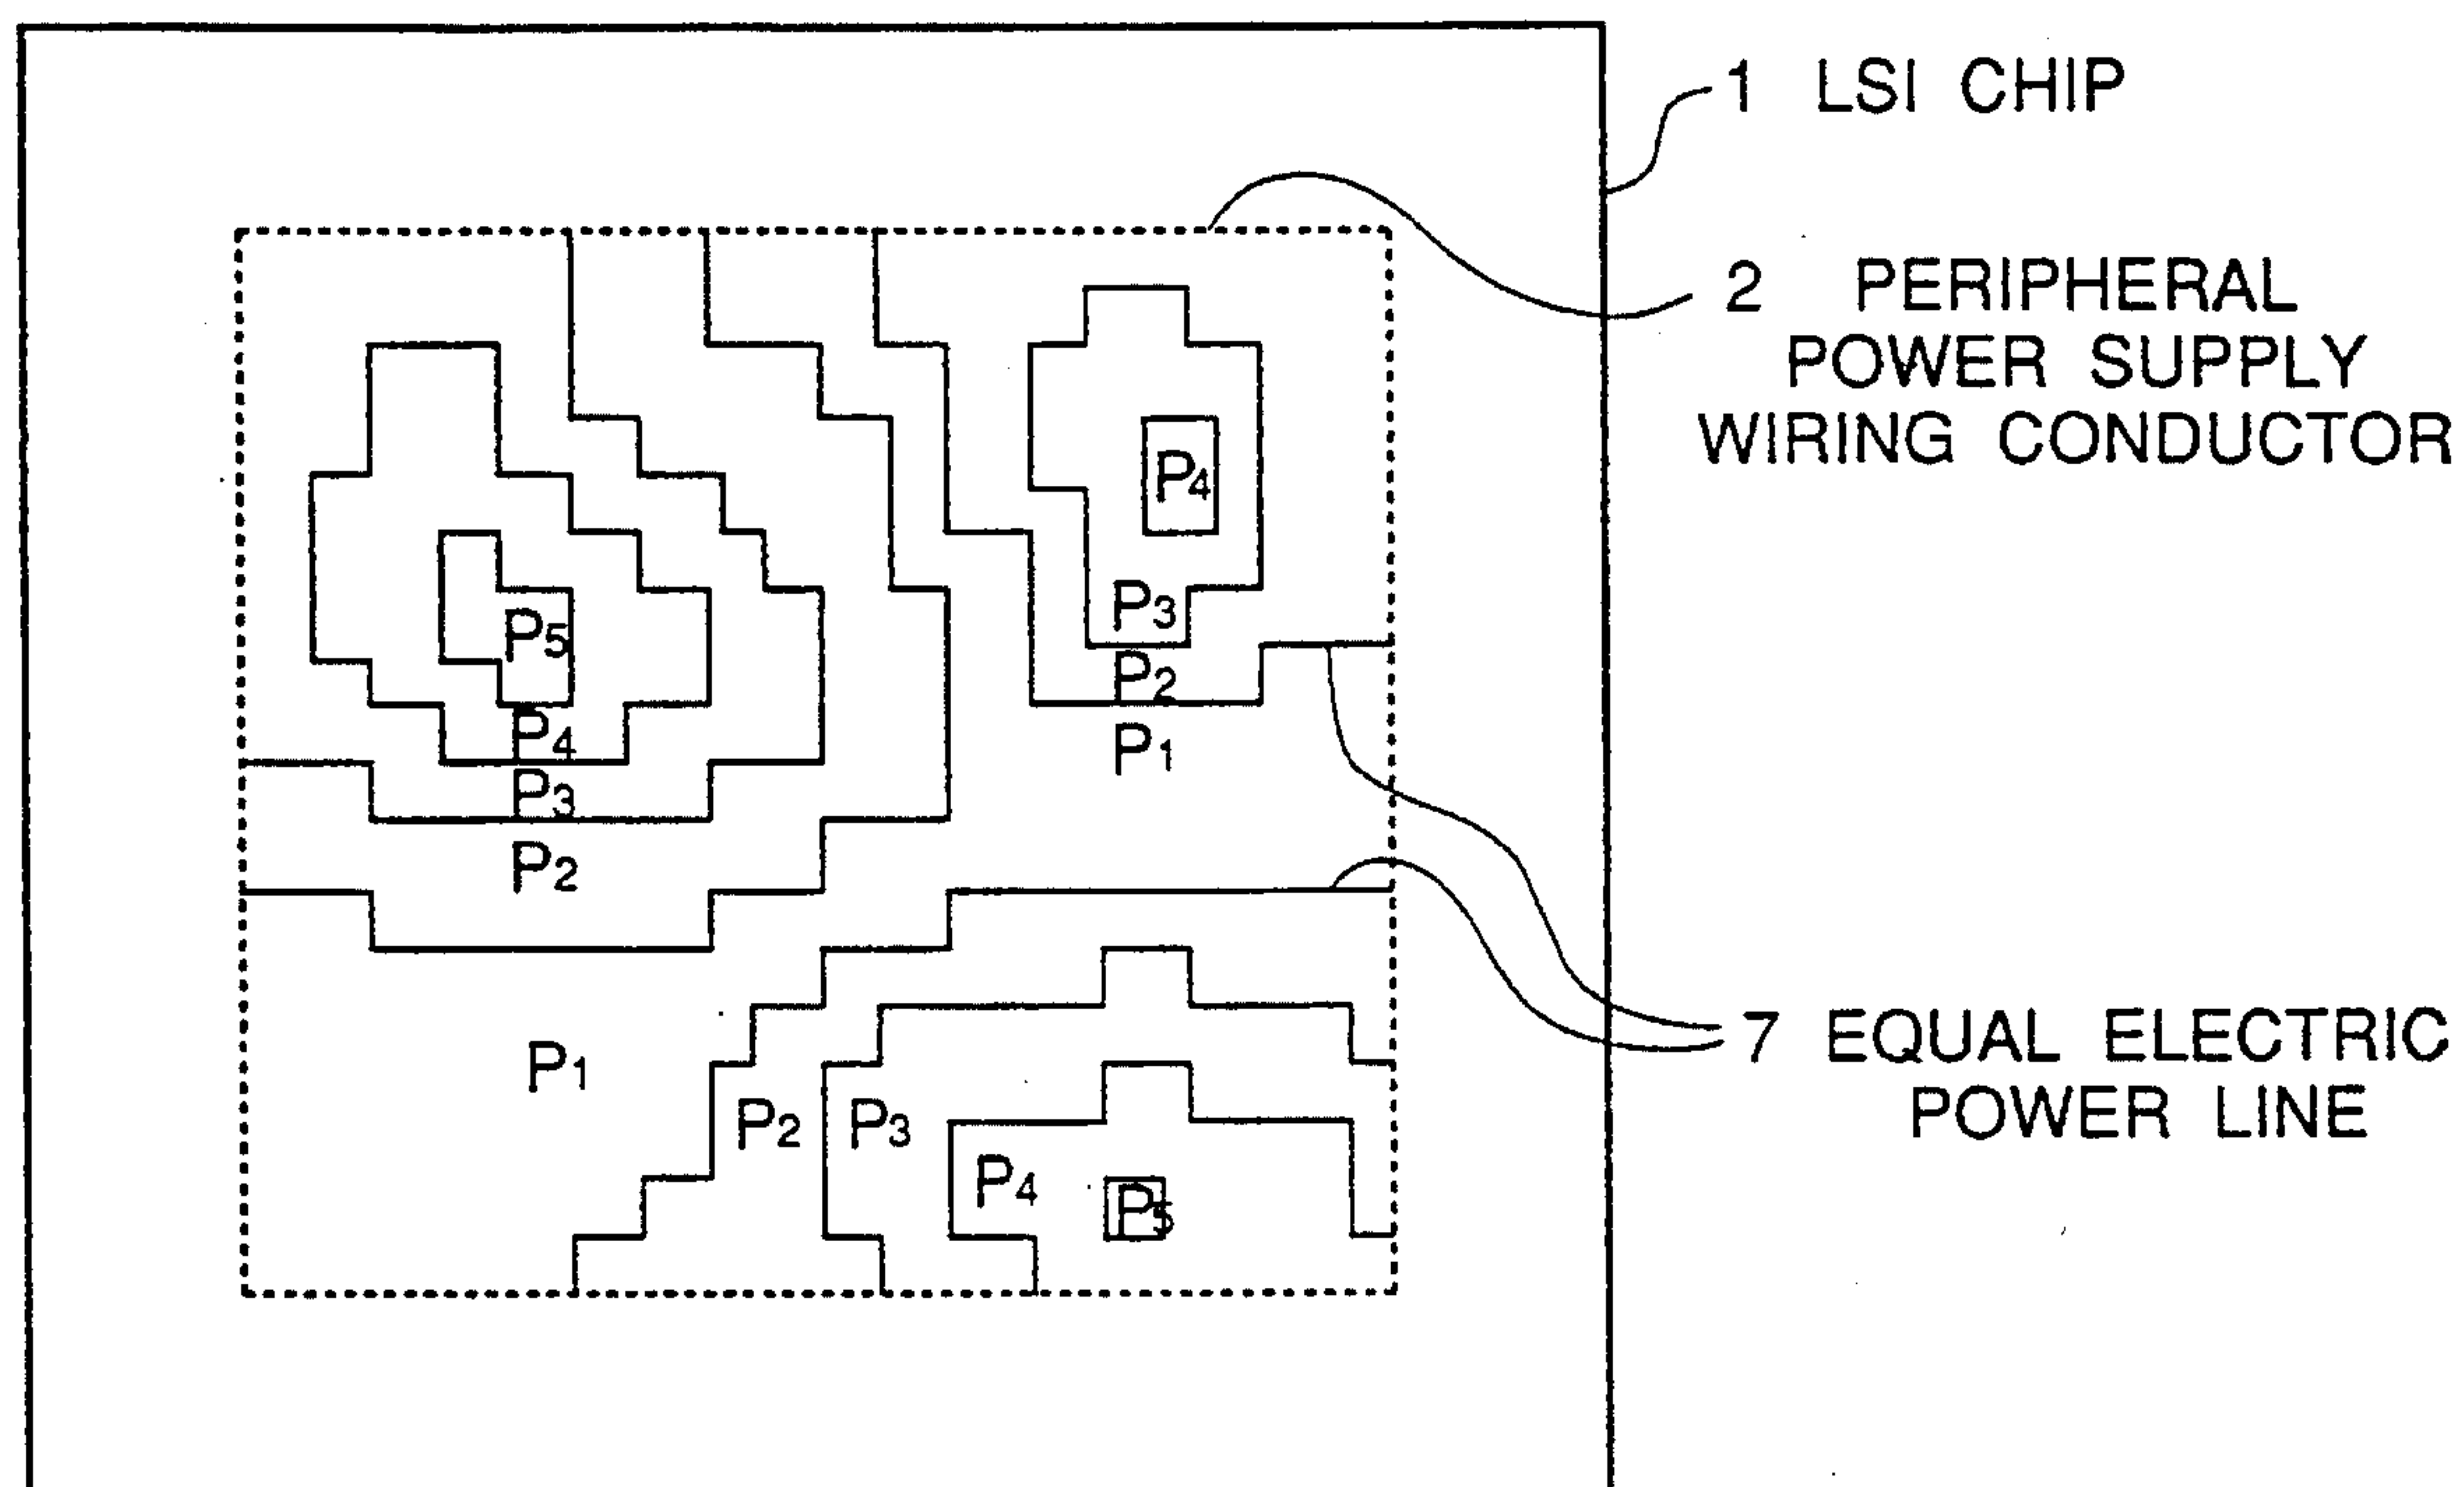 1 LSI CHIP
2 PERIPHERAL
POWER SUPPLY
WIRING CONDUCTOR
P4
P3
P5
P2
P4
P1
P3
P2
7 EQUAL ELECTRIC
POWER LINE
P1
P2
P3
P4
P5